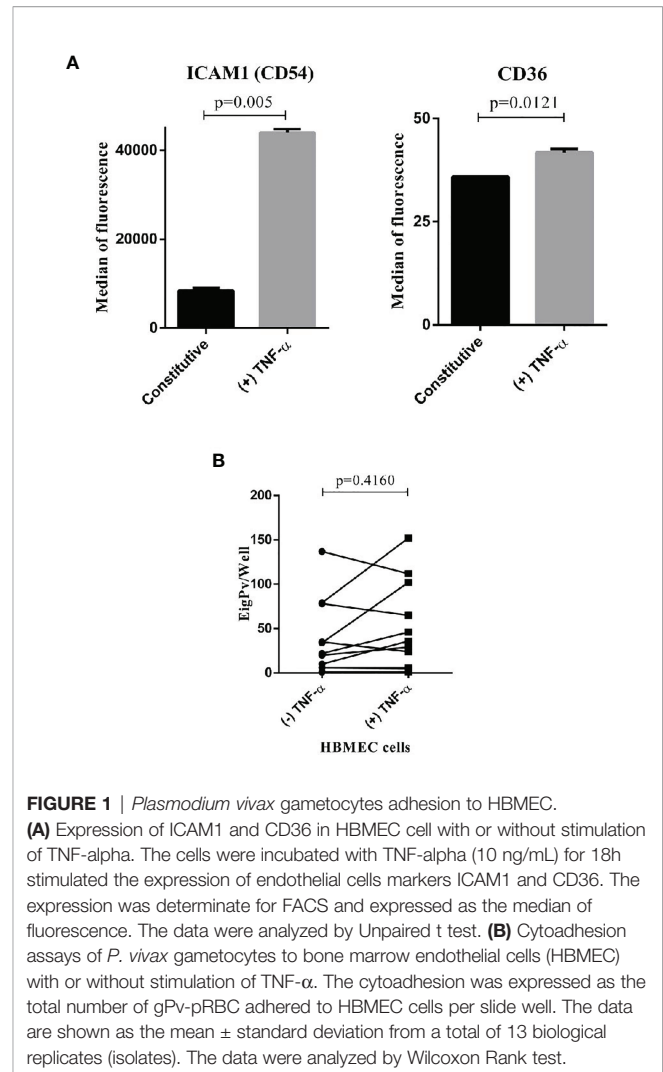 A
ICAM1 (CD54)
p=0.005
Median of fluorescence
40000
20000
0
Constitutive
(+) TNF-α
CD36
p=0.0121
Median of fluorescence
50
25
0
Constitutive
(+) TNF-α
B
p=0.4160
EigPv/Well
200
150
100
50
0
(-) TNF-α
(+) TNF-α
HBMEC cells
FIGURE 1 | Plasmodium vivax gametocytes adhesion to HBMEC.
(A) Expression of ICAM1 and CD36 in HBMEC cell with or without stimulation
of TNF-alpha. The cells were incubated with TNF-alpha (10 ng/mL) for 18h
stimulated the expression of endothelial cells markers ICAM1 and CD36. The
expression was determinate for FACS and expressed as the median of
fluorescence. The data were analyzed by Unpaired t test. (B) Cytoadhesion
assays of P. vivax gametocytes to bone marrow endothelial cells (HBMEC)
with or without stimulation of TNF-α. The cytoadhesion was expressed as the
total number of gPv-pRBC adhered to HBMEC cells per slide well. The data
are shown as the mean ± standard deviation from a total of 13 biological
replicates (isolates). The data were analyzed by Wilcoxon Rank test.